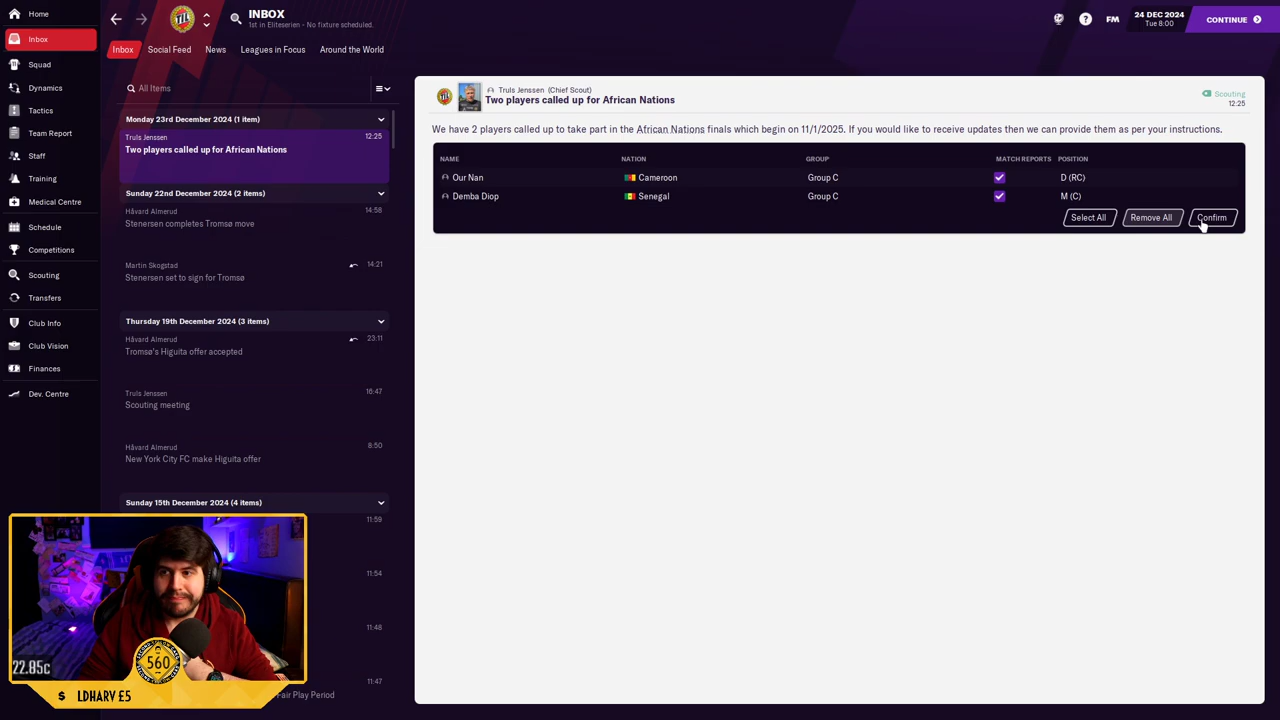 Home
INBOX
1st in Eliteserien - No fixture scheduled.
FM
24 DEC 2024
Tue 8:00
CONTINUE
Inbox
Inbox
Social Feed
News
Leagues in Focus
Around the World
Squad
Dynamics
Tactics
Team Report
Staff
Training
Medical Centre
Schedule
Competitions
Scouting
Transfers
Club Info
Club Vision
Finances
Dev. Centre
All Items
Monday 23rd December 2024 (1 item)
Truls Jenssen 12:25
Two players called up for African Nations
Sunday 22nd December 2024 (2 items)
Håvard Almerud 14:58
Stenersen completes Tromsø move
Martin Skogstad 14:21
Stenersen set to sign for Tromsø
Thursday 19th December 2024 (3 items)
Håvard Almerud 23:11
Tromsø's Higuita offer accepted
Truls Jenssen 16:47
Scouting meeting
Håvard Almerud 8:50
New York City FC make Higuita offer
Sunday 15th December 2024 (4 items)
11:59
11:54
11:48
11:47
Fair Play Period
Truls Jenssen (Chief Scout)
Two players called up for African Nations
Scouting
12:25
We have 2 players called up to take part in the African Nations finals which begin on 11/1/2025. If you would like to receive updates then we can provide them as per your instructions.
NAME NATION GROUP MATCH REPORTS POSITION
Our Nan Cameroon Group C D (RC)
Demba Diop Senegal Group C M (C)
Select All Remove All Confirm
22.85c
560
$ LDHARY £5